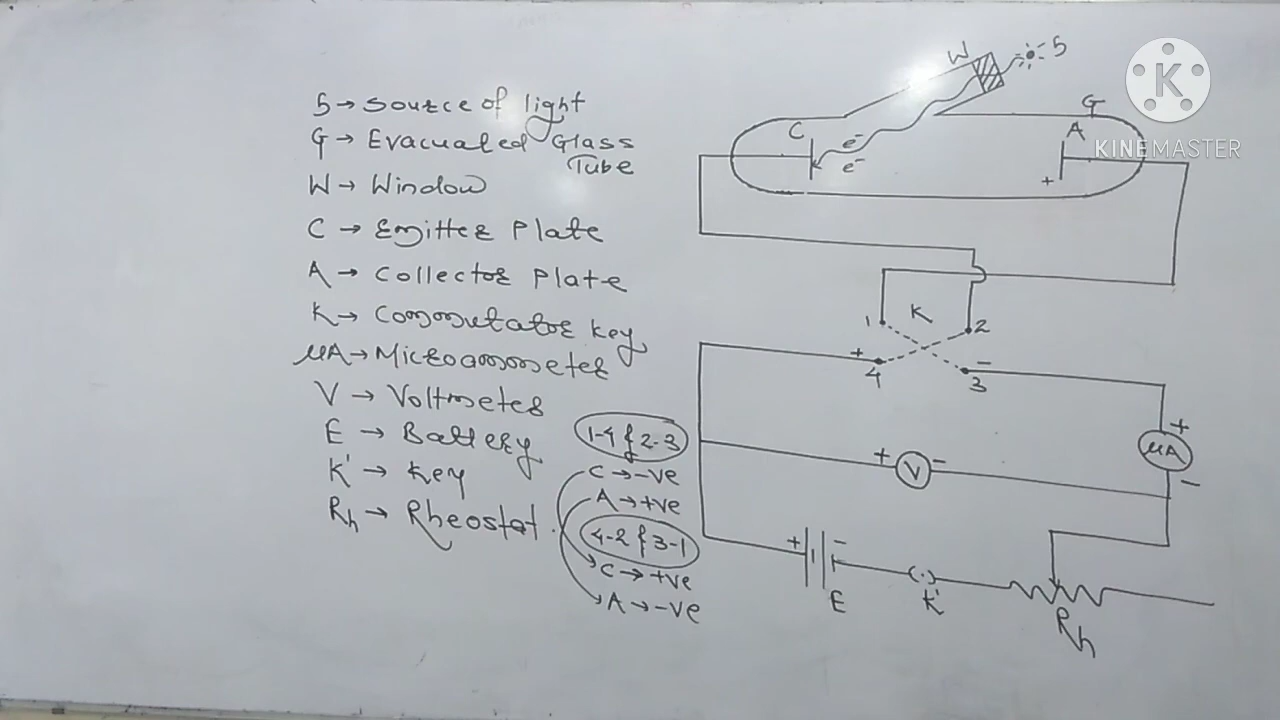 S → Source of light
G → Evacuated Glass
Tube
W → Window
C → Emitter Plate
A → Collector Plate
K → Commutator Key
μA → Microammeter
V → Voltmeter
E → Battery
K' → Key
Rh → Rheostat
1-4 & 2-3
C → -ve
A → +ve
4-2 & 3-1
C → +ve
A → -ve
W
S
G
C
e-
e-
A
+
K
KINEMASTER
1
K
2
+
4
-
3
+
μA
-
+
V
-
+
-
E
K'
Rh